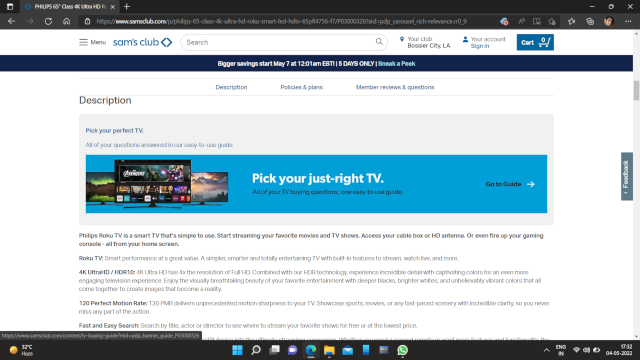 PHILIPS 65" Class 4K Ultra HD Ro
https://www.samsclub.com/p/philips-65-class-4k-ultra-hd-roku-smart-led-hdtv-65pfl4756-f7/P03000326?xid=pdp_carousel_rich-relevance.rr0_9
Menu
sam's club
Search
Your club
Bossier City, LA
Your account
Sign in
Cart
0
Bigger savings start May 7 at 12:01am EST! | 5 DAYS ONLY | Sneak a Peek
Description
Policies & plans
Member reviews & questions
Description
Pick your perfect TV.
All of your questions answered in our easy-to-use guide.
AVENGERS
Pick your just-right TV.
All of your TV buying questions, one easy-to-use guide.
Go to Guide
Feedback
Philips Roku TV is a smart TV that's simple to use. Start streaming your favorite movies and TV shows. Access your cable box or HD antenna. Or even fire up your gaming
console - all from your home screen.
Roku TV: Smart performance at a great value. A simple, smarter and totally entertaining TV with built-in features to stream, watch live, and more.
4K UltraHD / HDR10: 4K Ultra HD has 4x the resolution of Full HD. Combined with our HDR technology, experience incredible detail with captivating colors for an even more
engaging television experience. Enjoy the visually breathtaking beauty of your favorite entertainment with deeper blacks, brighter whites, and unbelievably vibrant colors that all
come together to create images that become a reality.
120 Perfect Motion Rate: 120 PMR delivers unprecedented motion sharpness to your TV. Showcase sports, movies, or any fast-paced scenery with incredible clarity, so you never
miss any part of the action.
Fast and Easy Search: Search by title, actor or director to see where to stream your favorite shows for free or at the lowest price.
https://www.samsclub.com/content/tv-buying-guide?xid=pdp_banner_guide_P03000326
32°C
Haze
ENG
IN
17:32
04-05-2022